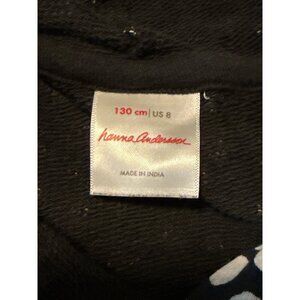 130 cm | US 8
hanna andersson
MADE IN INDIA